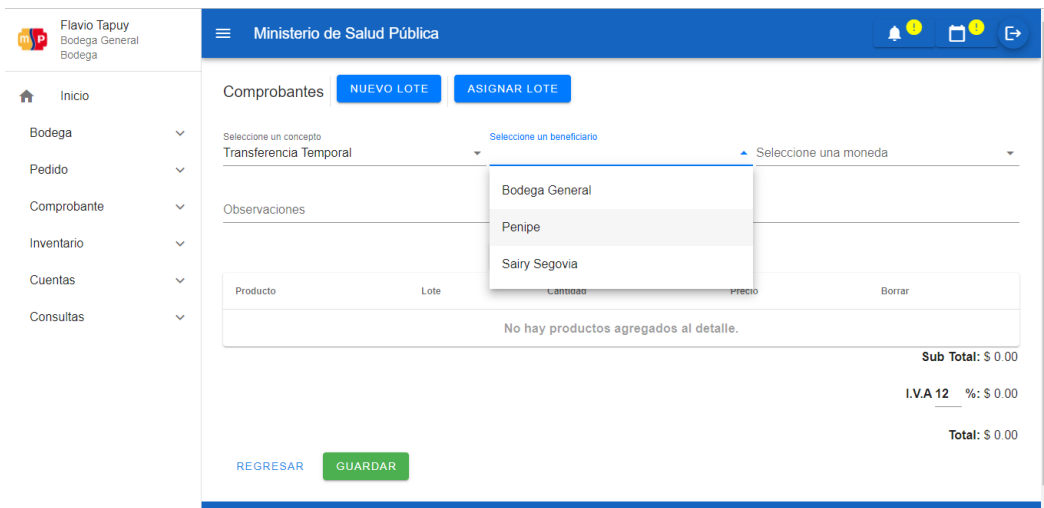 Flavio Tapuy
Bodega General
Bodega
Ministerio de Salud Pública
Inicio
Bodega
Pedido
Comprobante
Inventario
Cuentas
Consultas
Comprobantes NUEVO LOTE ASIGNAR LOTE
Seleccione un concepto
Transferencia Temporal
Seleccione un beneficiario
Seleccione una moneda
Bodega General
Penipe
Sairy Segovia
Observaciones
Producto Lote Cantidad Precio Borrar
No hay productos agregados al detalle.
Sub Total: $ 0.00
I.V.A 12 %: $ 0.00
Total: $ 0.00
REGRESAR GUARDAR